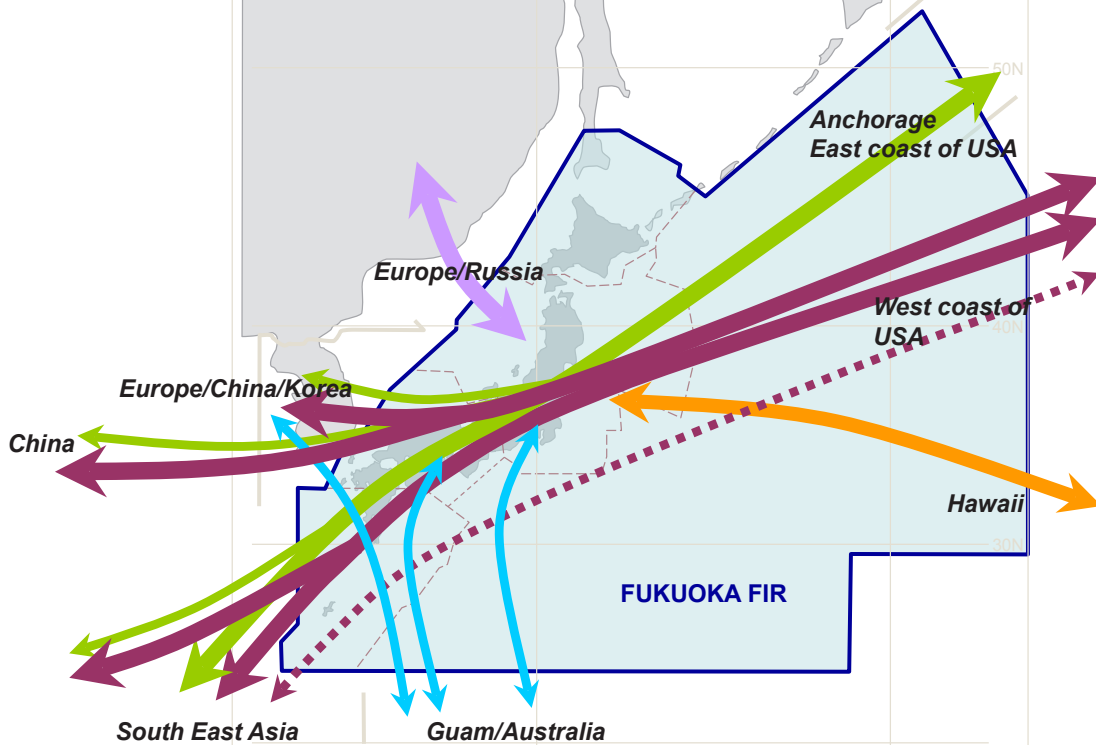 50N
Anchorage
East coast of USA
Europe/Russia
West coast of
USA
40N
Europe/China/Korea
China
Hawaii
30N
FUKUOKA FIR
South East Asia
Guam/Australia